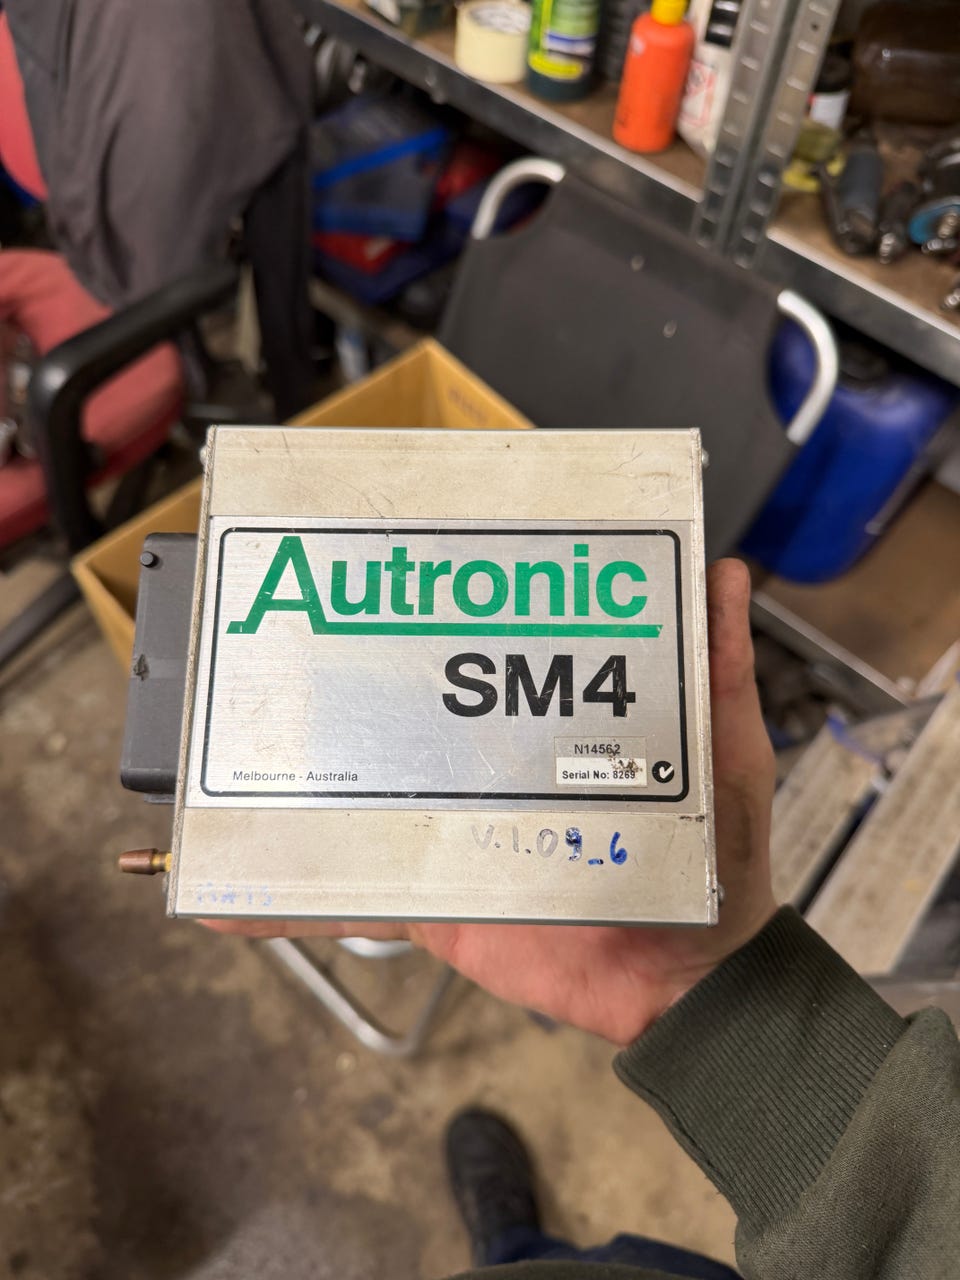 Autronic
SM4
N14562
Melbourne - Australia
Serial No: 8269
V.1.09_6